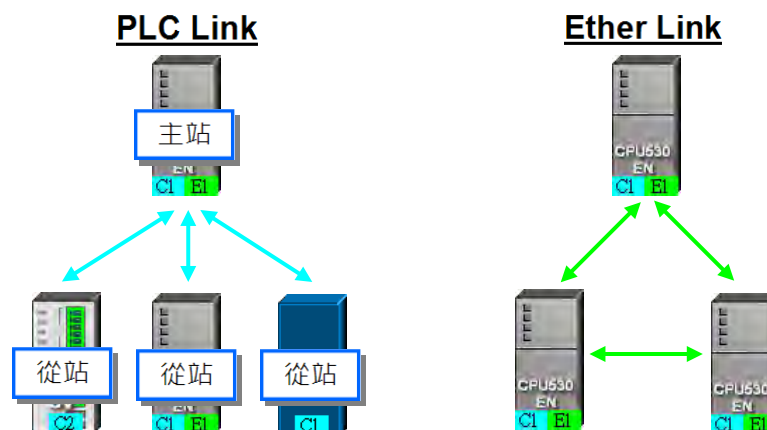 PLC Link
Ether Link
主站
EN
C1 E1
CPU530
EN
C1 E1
從站
C2
從站
EN
C1 E1
從站
C1
CPU530
EN
C1 E1
CPU530
EN
C1 E1